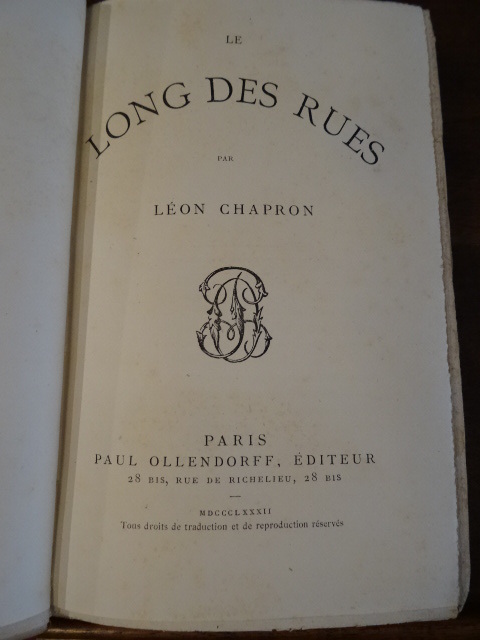 LE
LONG DES RUES
PAR
LÉON CHAPRON
PARIS
PAUL OLLENDORFF, ÉDITEUR
28 BIS, RUE DE RICHELIEU, 28 BIS
MDCCCLXXXII
Tous droits de traduction et de reproduction réservés